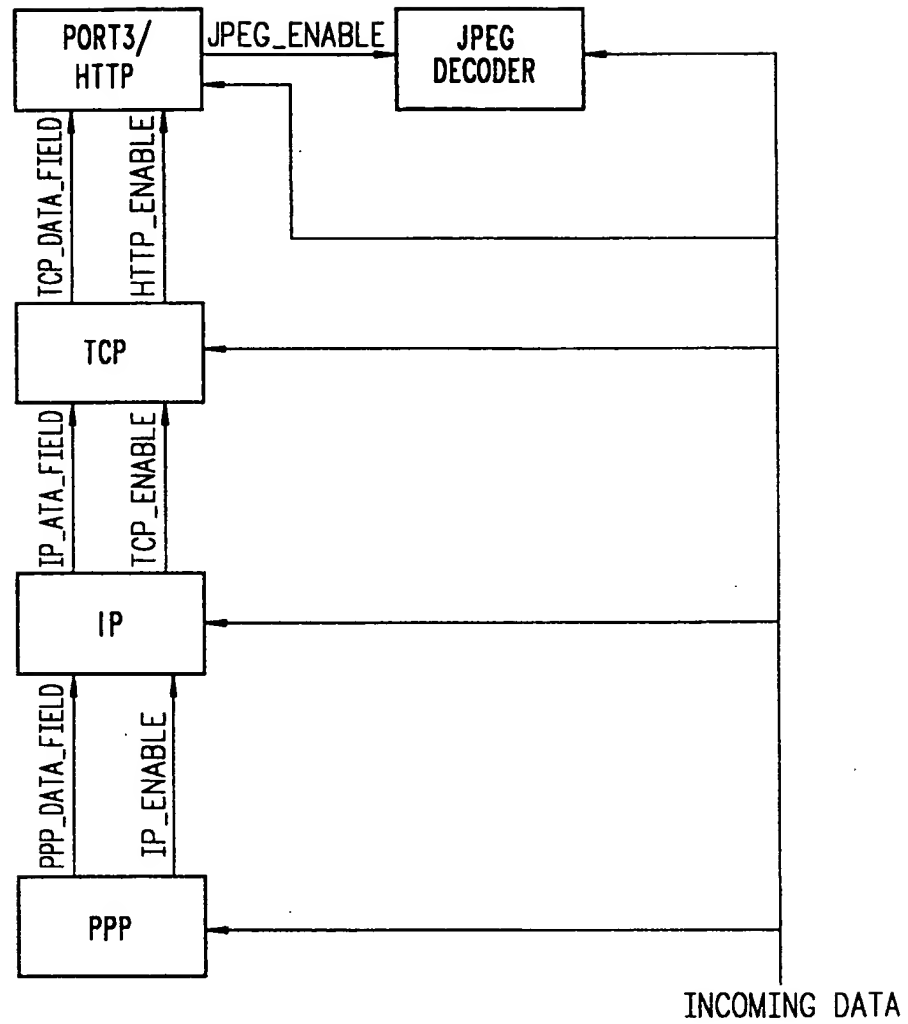 PORT3/
HTTP
JPEG_ENABLE
JPEG
DECODER
TCP_DATA_FIELD
HTTP_ENABLE
TCP
IP_ATA_FIELD
TCP_ENABLE
IP
PPP_DATA_FIELD
IP_ENABLE
PPP
INCOMING DATA